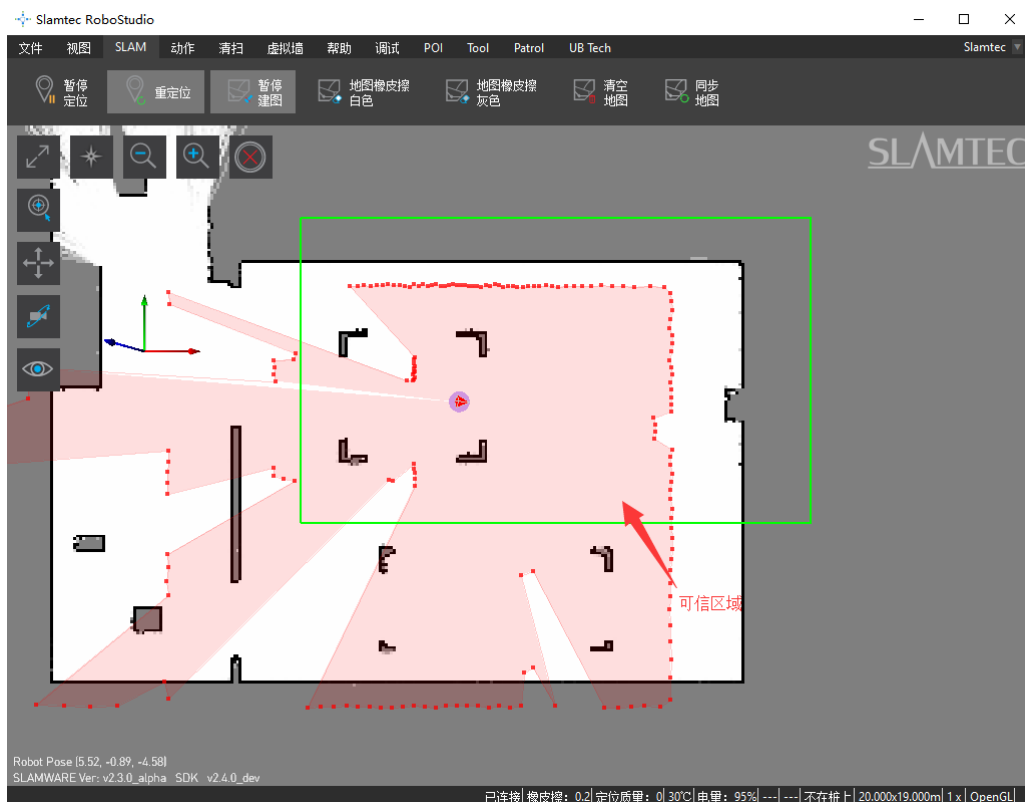 Slamtec RoboStudio
文件 视图 SLAM 动作 清扫 虚拟墙 帮助 调试 POI Tool Patrol UB Tech Slamtec
暂停定位 重定位 暂停建图 地图橡皮擦白色 地图橡皮擦灰色 清空地图 同步地图
SLAMTEC
可信区域
Robot Pose [5.52, -0.89, -4.58]
SLAMWARE Ver: v2.3.0_alpha SDK v2.4.0_dev
已连接| 橡皮擦: 0.2| 定位质量: 0| 30℃| 电量: 95%| ---| ---| 不在桩上| 20.000x19.000m| 1 x| OpenGL|